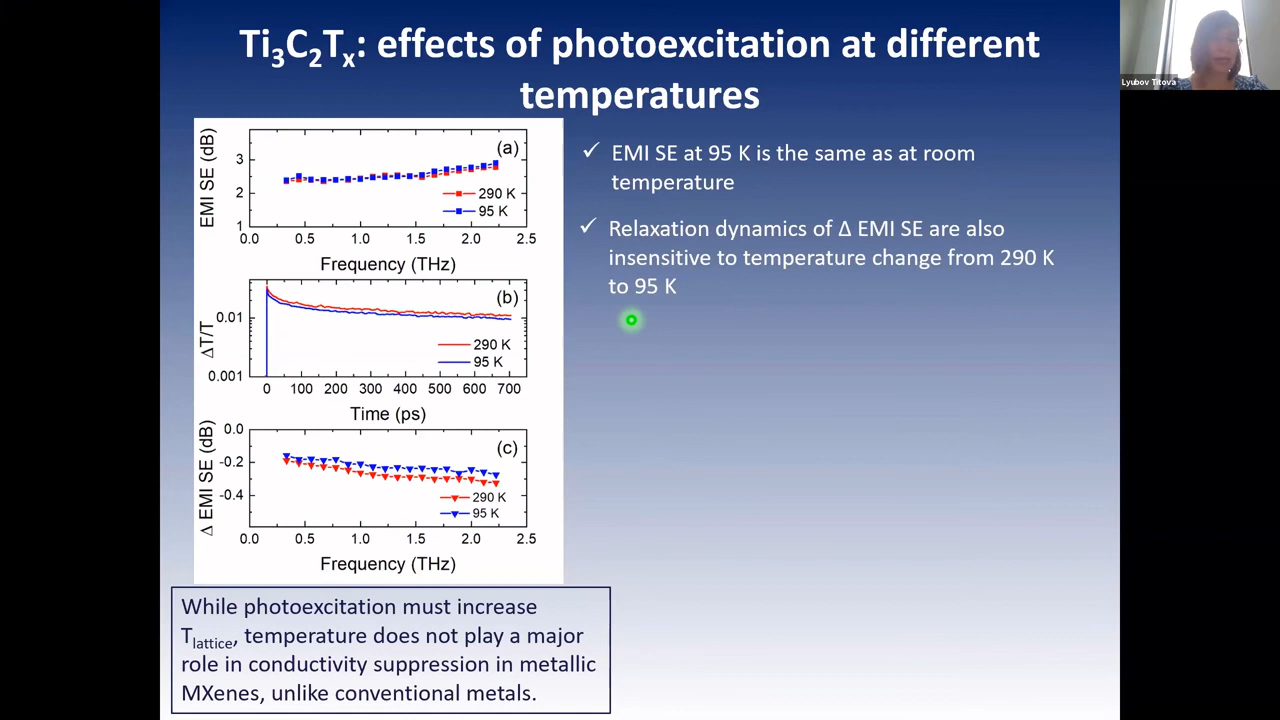 Ti3C2Tx: effects of photoexcitation at different
temperatures
Lyubov Titova
EMI SE (dB)
3
2
1
(a)
290 K
95 K
0.0 0.5 1.0 1.5 2.0 2.5
Frequency (THz)
ΔT/T
0.01
0.001
(b)
290 K
95 K
0 100 200 300 400 500 600 700
Time (ps)
Δ EMI SE (dB)
0.0
-0.2
-0.4
(c)
290 K
95 K
0.0 0.5 1.0 1.5 2.0 2.5
Frequency (THz)
✓ EMI SE at 95 K is the same as at room
temperature
✓ Relaxation dynamics of Δ EMI SE are also
insensitive to temperature change from 290 K
to 95 K
While photoexcitation must increase
Tlattice, temperature does not play a major
role in conductivity suppression in metallic
MXenes, unlike conventional metals.